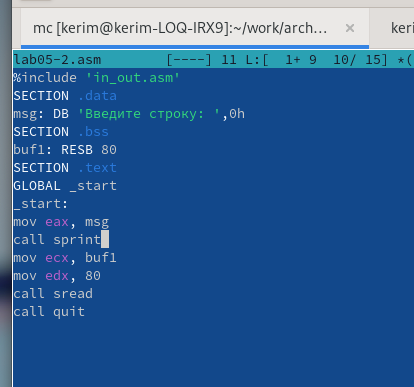 mc [kerim@kerim-LOQ-IRX9]:~/work/arch...
×
keri
lab05-2.asm [----] 11 L:[ 1+ 9 10/ 15] *(
%include 'in_out.asm'
SECTION .data
msg: DB 'Введите строку: ',0h
SECTION .bss
buf1: RESB 80
SECTION .text
GLOBAL _start
_start:
mov eax, msg
call sprint
mov ecx, buf1
mov edx, 80
call sread
call quit